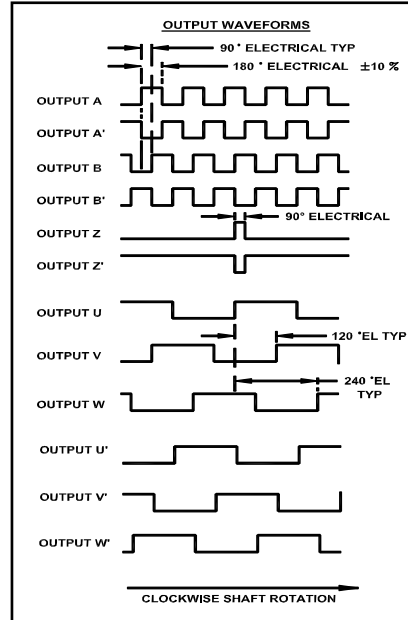 OUTPUT WAVEFORMS
90° ELECTRICAL TYP
180° ELECTRICAL ±10 %
OUTPUT A
OUTPUT A'
OUTPUT B
OUTPUT B'
90° ELECTRICAL
OUTPUT Z
OUTPUT Z'
OUTPUT U
120 °EL TYP
OUTPUT V
240 °EL
TYP
OUTPUT W
OUTPUT U'
OUTPUT V'
OUTPUT W'
CLOCKWISE SHAFT ROTATION